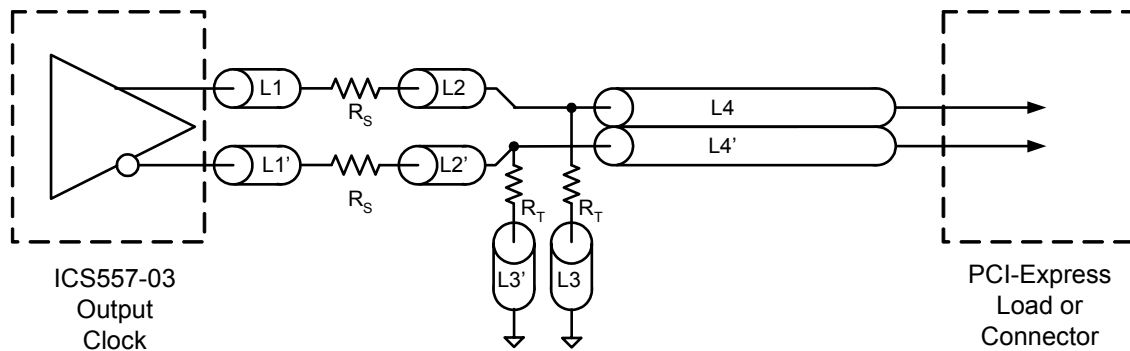 L1
L2
R_S
L4
L1'
L2'
L4'
R_S
R_T
R_T
L3'
L3
ICS557-03
Output
Clock
PCI-Express
Load or
Connector